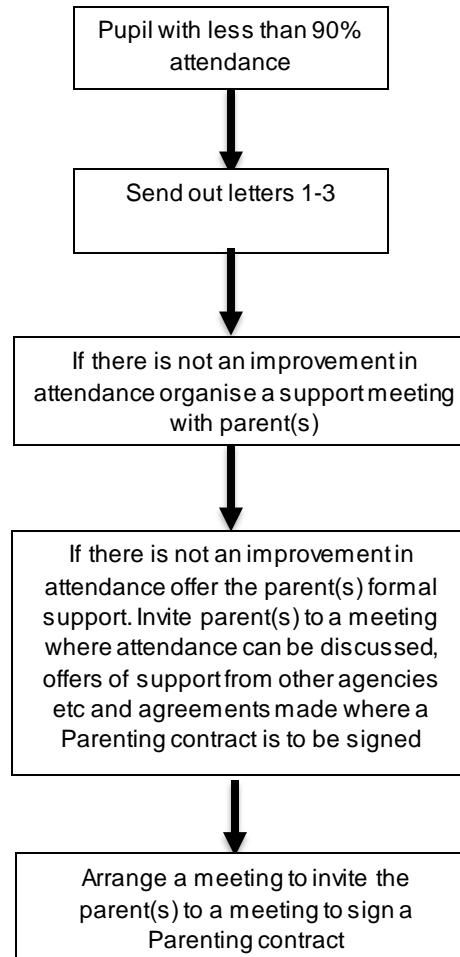 Pupil with less than 90%
attendance
Send out letters 1-3
If there is not an improvement in
attendance organise a support meeting
with parent(s)
If there is not an improvement in
attendance offer the parent(s) formal
support. Invite parent(s) to a meeting
where attendance can be discussed,
offers of support from other agencies
etc and agreements made where a
Parenting contract is to be signed
Arrange a meeting to invite the
parent(s) to a meeting to sign a
Parenting contract